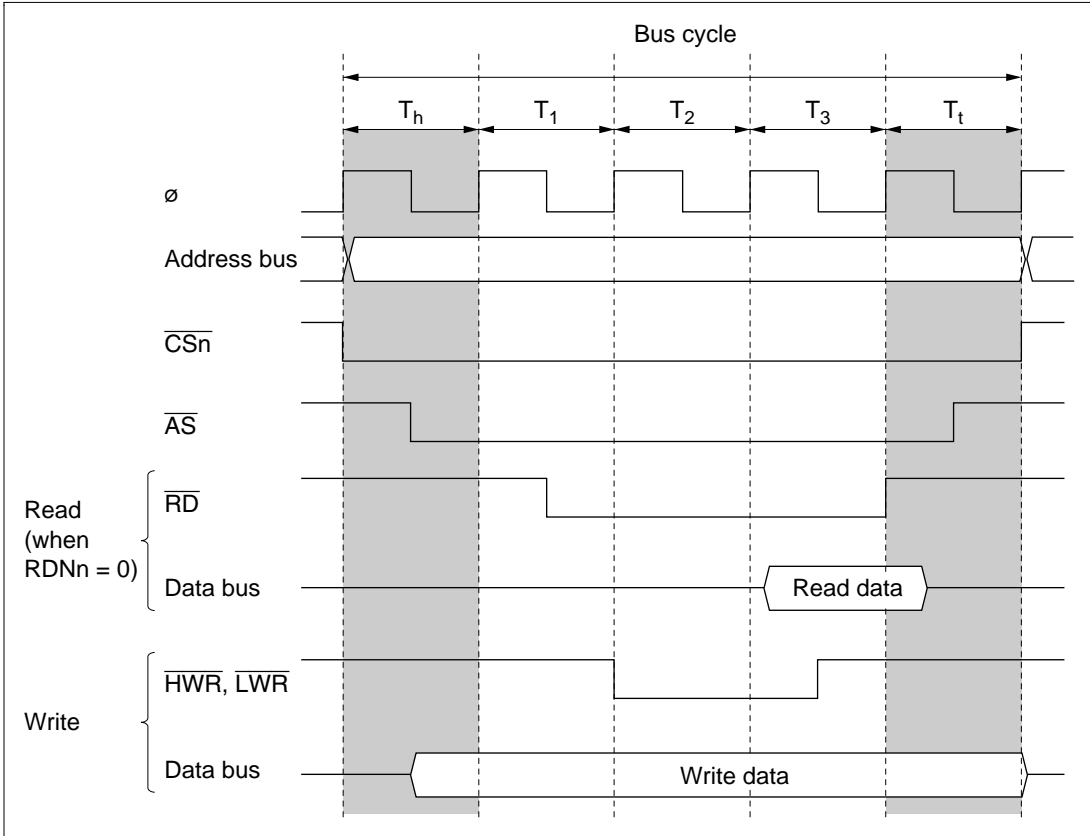 Bus cycle
Th T1 T2 T3 Tt
ø
Address bus
CSn
AS
Read
(when
RDNn = 0)
RD
Data bus
Read data
Write
HWR, LWR
Data bus
Write data